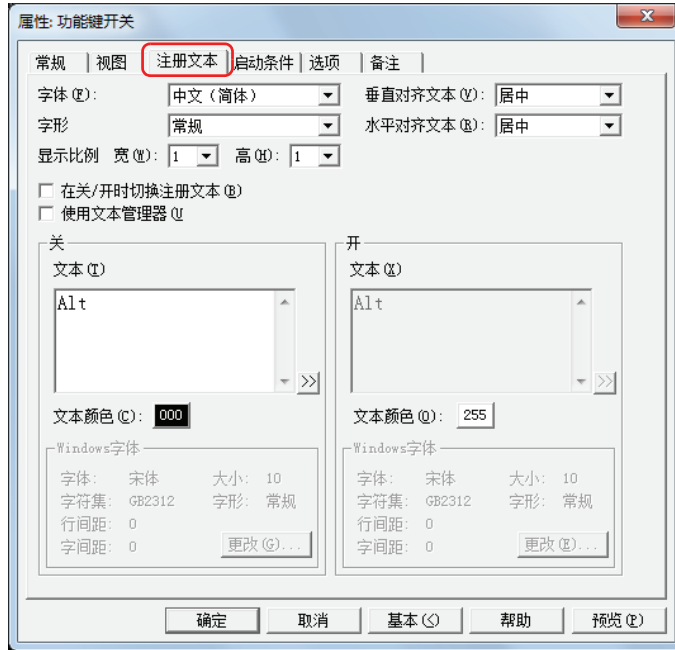 属性: 功能键开关
常规 视图 注册文本 启动条件 选项 备注
字体(F): 中文（简体） 垂直对齐文本(V): 居中
字形 常规 水平对齐文本(R): 居中
显示比例 宽(W): 1 高(H): 1
在关/开时切换注册文本(B)
使用文本管理器(U
关
文本(T)
Alt
>>
文本颜色(C): 000
Windows字体
字体: 宋体 大小: 10
字符集: GB2312 字形: 常规
行间距: 0
字间距: 0 更改(G)...
开
文本(X)
Alt
>>
文本颜色(O): 255
Windows字体
字体: 宋体 大小: 10
字符集: GB2312 字形: 常规
行间距: 0
字间距: 0 更改(E)...
确定 取消 基本(<) 帮助 预览(P)